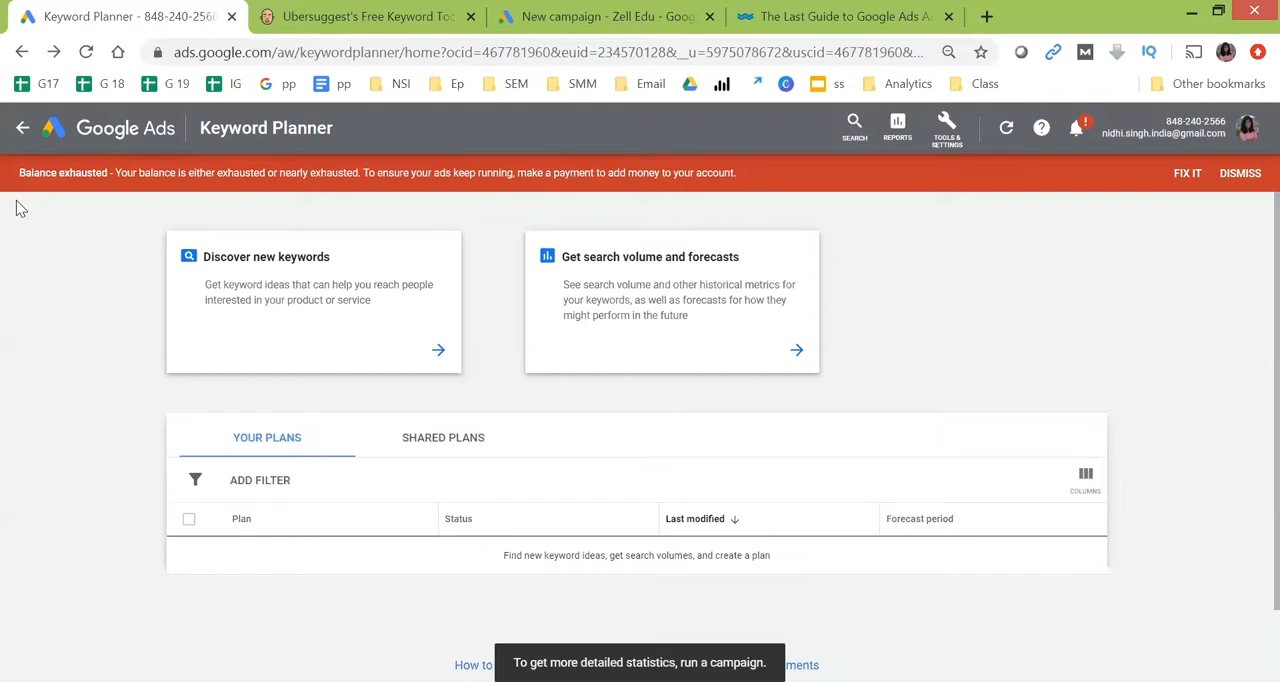 Keyword Planner - 848-240-2566
Ubersuggest's Free Keyword Too
New campaign - Zell Edu - Goog
The Last Guide to Google Ads A
ads.google.com/aw/keywordplanner/home?ocid=467781960&euid=234570128&__u=5975078672&uscid=467781960&...
M
IQ
G17
G 18
G 19
IG
pp
pp
NSI
Ep
SEM
SMM
Email
ss
Analytics
Class
Other bookmarks
Google Ads
Keyword Planner
SEARCH
REPORTS
TOOLS &
SETTINGS
848-240-2566
nidhi.singh.india@gmail.com
Balance exhausted - Your balance is either exhausted or nearly exhausted. To ensure your ads keep running, make a payment to add money to your account.
FIX IT
DISMISS
Discover new keywords
Get keyword ideas that can help you reach people
interested in your product or service
Get search volume and forecasts
See search volume and other historical metrics for
your keywords, as well as forecasts for how they
might perform in the future
YOUR PLANS
SHARED PLANS
ADD FILTER
COLUMNS
Plan
Status
Last modified
Forecast period
Find new keyword ideas, get search volumes, and create a plan
How to
ments
To get more detailed statistics, run a campaign.